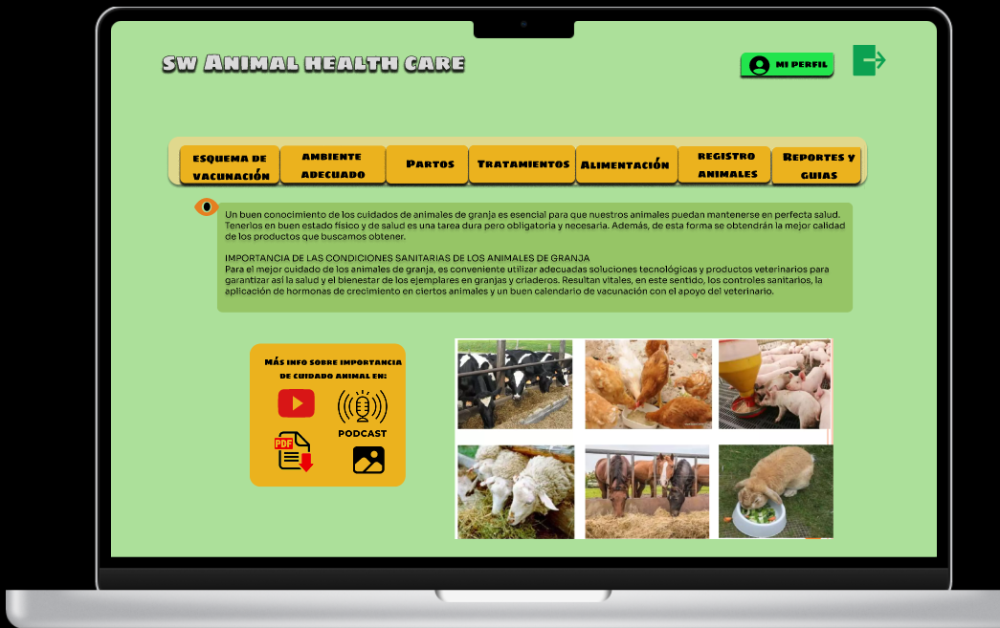 SW ANIMAL HEALTH CARE
MI PERFIL
ESQUEMA DE
VACUNACIÓN
AMBIENTE
ADECUADO
PARTOS
TRATAMIENTOS
ALIMENTACIÓN
REGISTRO
ANIMALES
REPORTES Y
GUIAS
Un buen conocimiento de los cuidados de animales de granja es esencial para que nuestros animales puedan mantenerse en perfecta salud.
Tenerlos en buen estado físico y de salud es una tarea dura pero obligatoria y necesaria. Además, de esta forma se obtendrán la mejor calidad
de los productos que buscamos obtener.
IMPORTANCIA DE LAS CONDICIONES SANITARIAS DE LOS ANIMALES DE GRANJA
Para el mejor cuidado de los animales de granja, es conveniente utilizar adecuadas soluciones tecnológicas y productos veterinarios para
garantizar así la salud y el bienestar de los ejemplares en granjas y criaderos. Resultan vitales, en este sentido, los controles sanitarios, la
aplicación de hormonas de crecimiento en ciertos animales y un buen calendario de vacunación con el apoyo del veterinario.
MÁS INFO SOBRE IMPORTANCIA
DE CUIDADO ANIMAL EN:
PODCAST
PDF